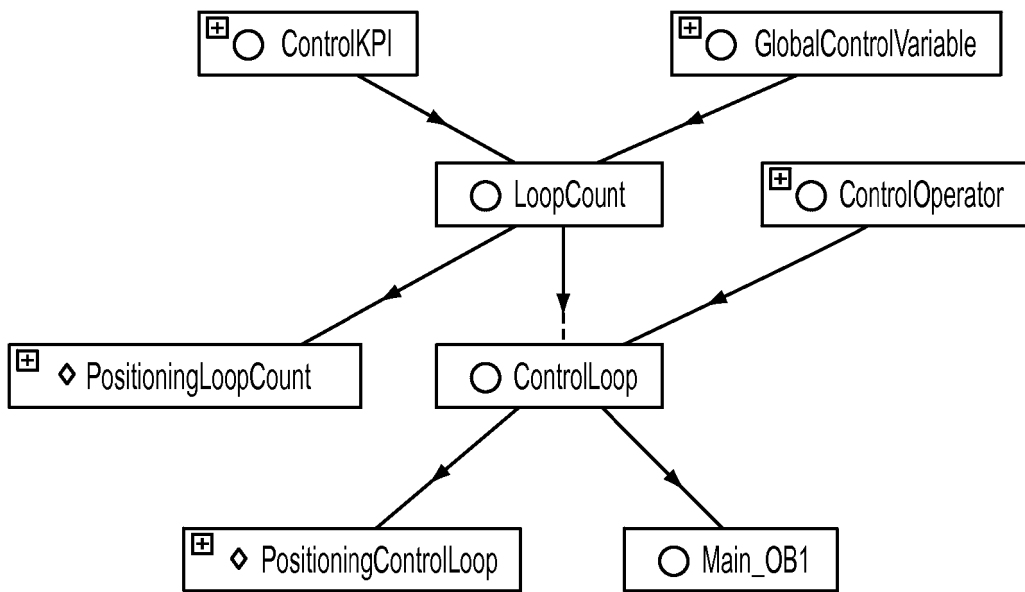 ControlKPI
GlobalControlVariable
LoopCount
ControlOperator
PositioningLoopCount
ControlLoop
PositioningControlLoop
Main_OB1